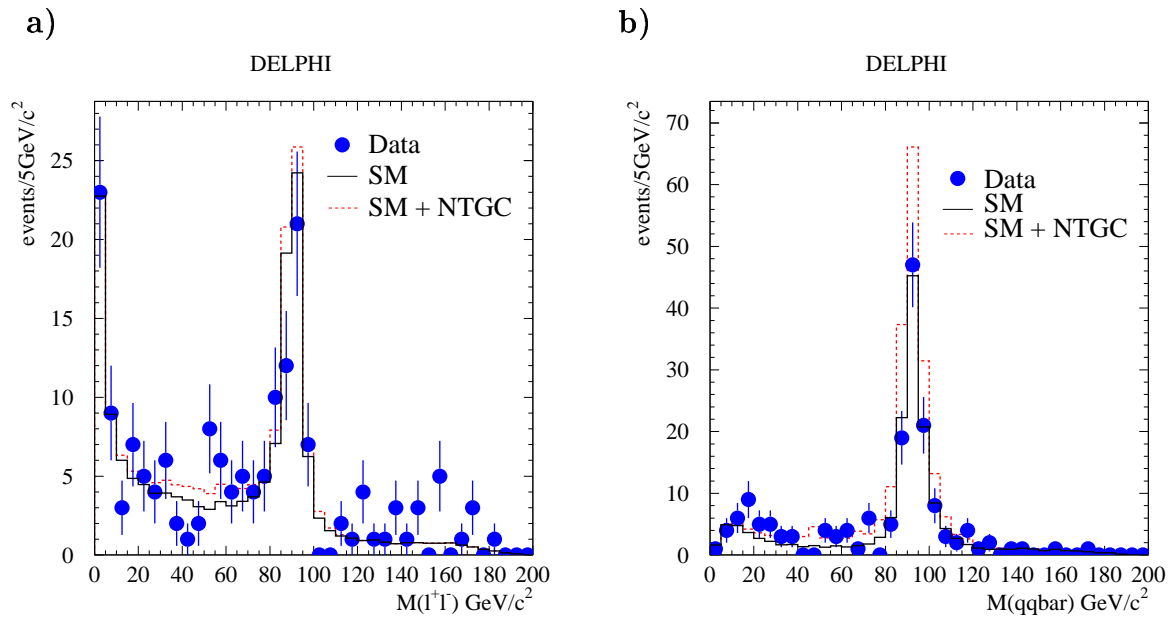 a)
DELPHI
events/5GeV/c²
25
20
15
10
5
0
Data
SM
SM + NTGC
0 20 40 60 80 100 120 140 160 180 200
M(l⁺l⁻) GeV/c²
b)
DELPHI
events/5GeV/c²
70
60
50
40
30
20
10
0
Data
SM
SM + NTGC
0 20 40 60 80 100 120 140 160 180 200
M(qqbar) GeV/c²